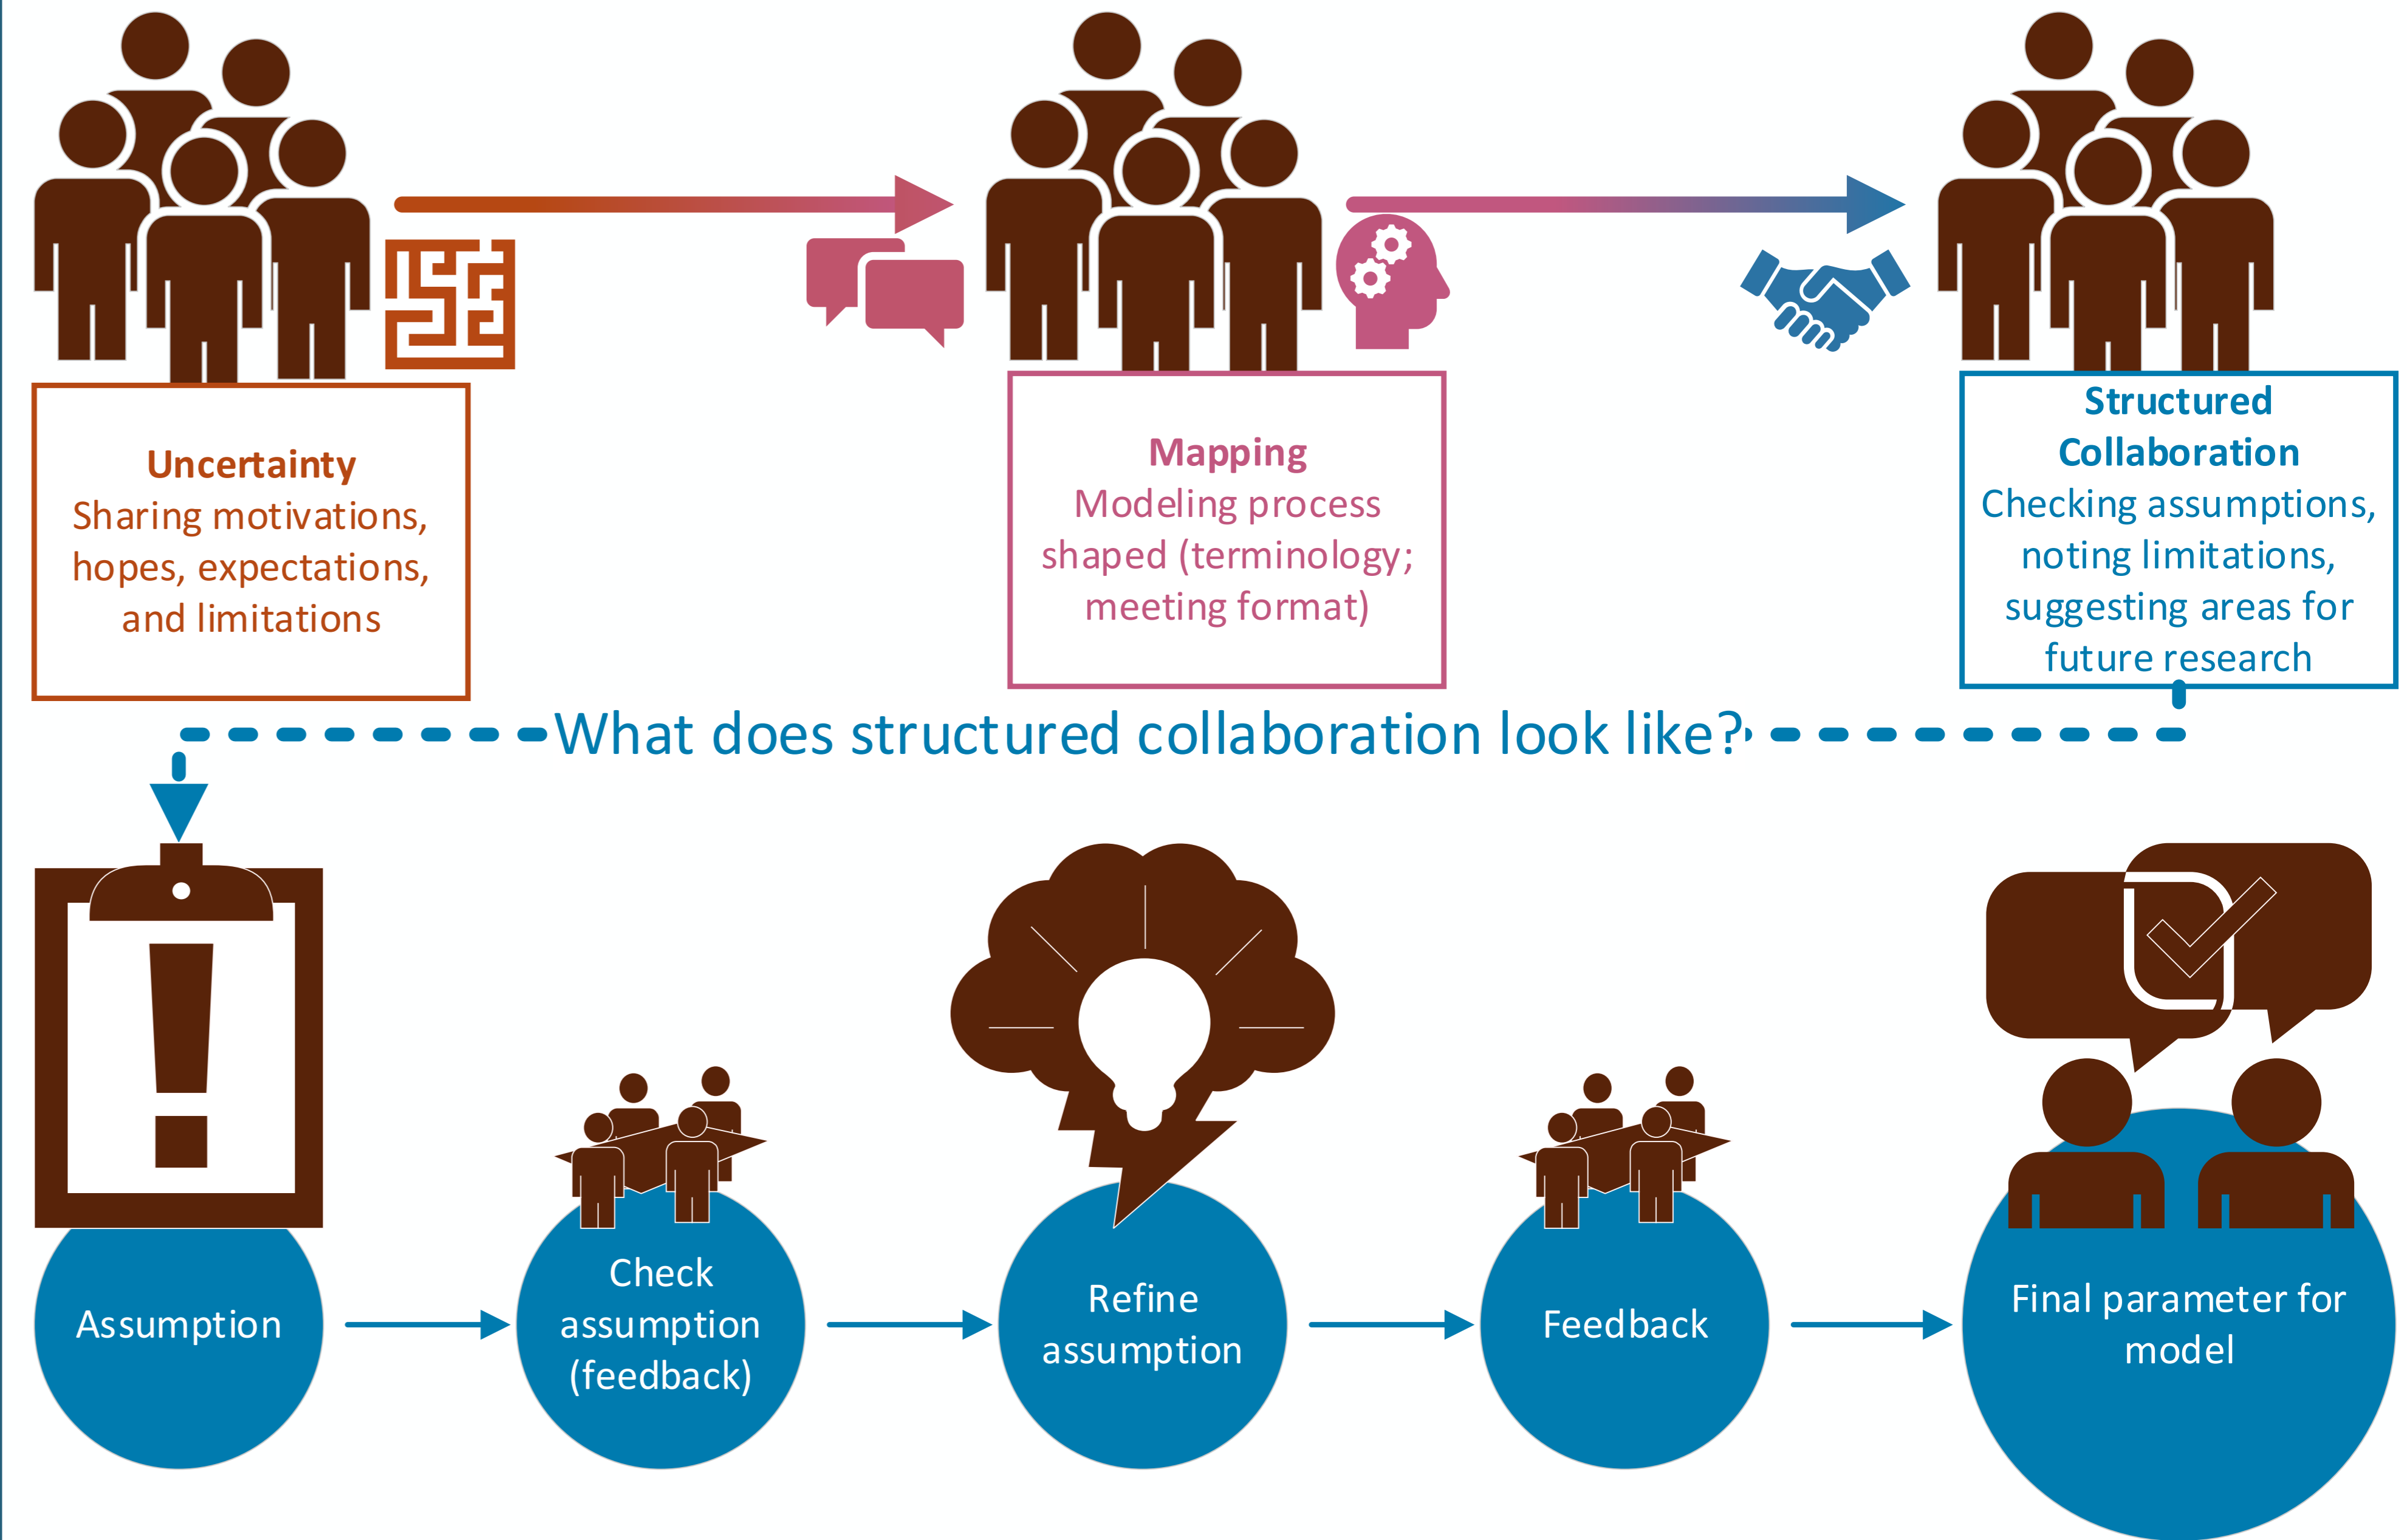 Uncertainty
Sharing motivations,
hopes, expectations,
and limitations
Mapping
Modeling process
shaped (terminology;
meeting format)
Structured
Collaboration
Checking assumptions,
noting limitations,
suggesting areas for
future research
What does structured collaboration look like?
Assumption
Check
assumption
(feedback)
Refine
assumption
Feedback
Final parameter for
model